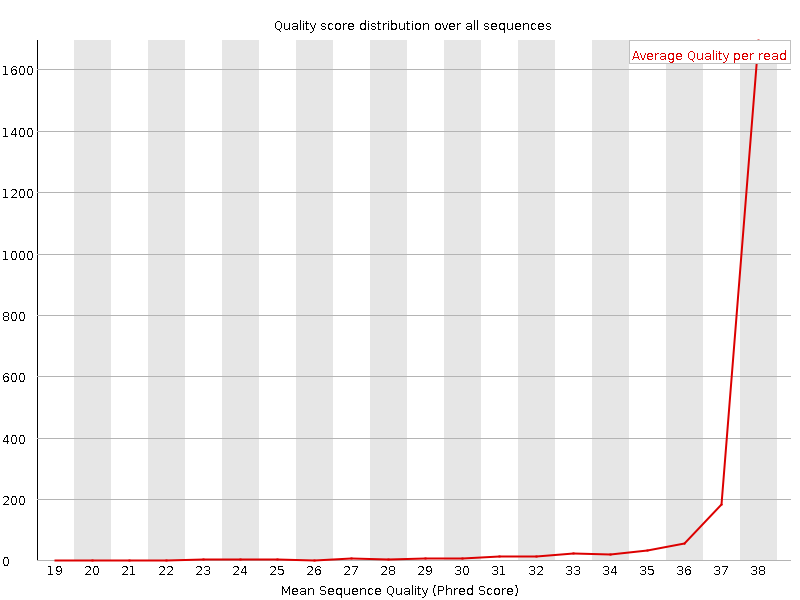 Quality score distribution over all sequences
Average Quality per read
1600
1400
1200
1000
800
600
400
200
0
19 20 21 22 23 24 25 26 27 28 29 30 31 32 33 34 35 36 37 38
Mean Sequence Quality (Phred Score)